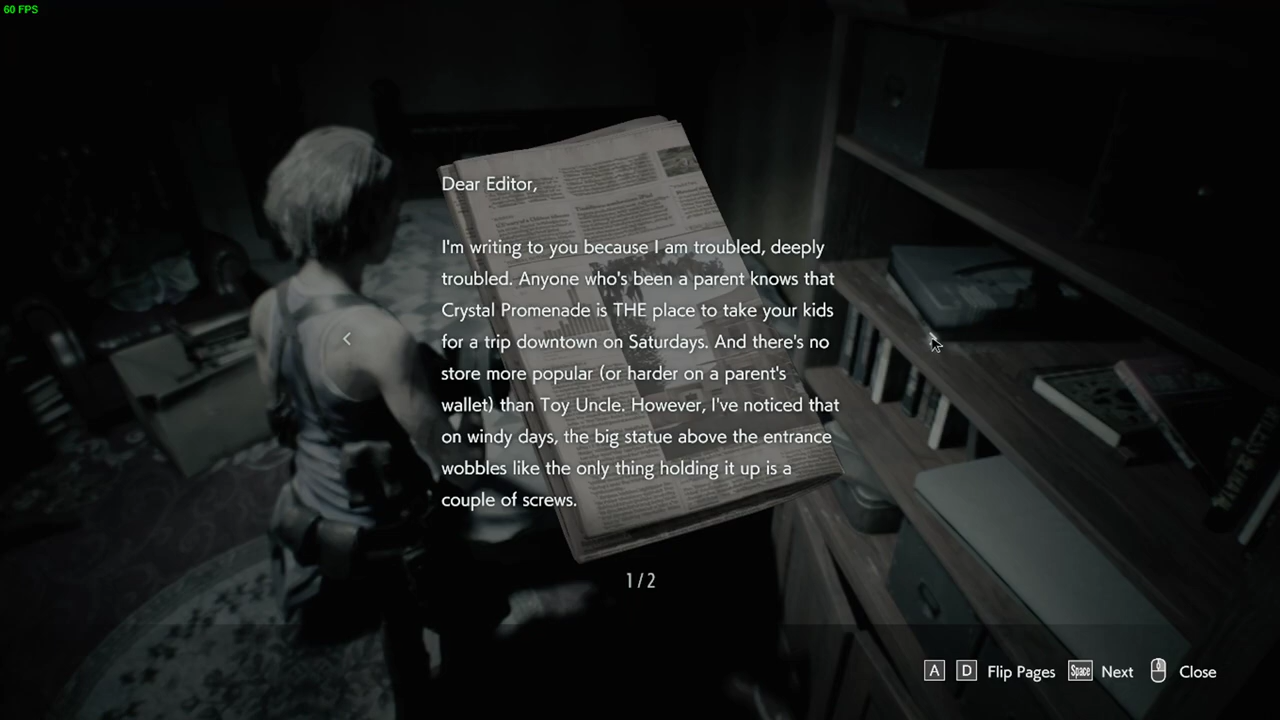 60 FPS
Dear Editor,
I'm writing to you because I am troubled, deeply
troubled. Anyone who's been a parent knows that
Crystal Promenade is THE place to take your kids
for a trip downtown on Saturdays. And there's no
store more popular (or harder on a parent's
wallet) than Toy Uncle. However, I've noticed that
on windy days, the big statue above the entrance
wobbles like the only thing holding it up is a
couple of screws.
1/2
A D Flip Pages Space Next Close